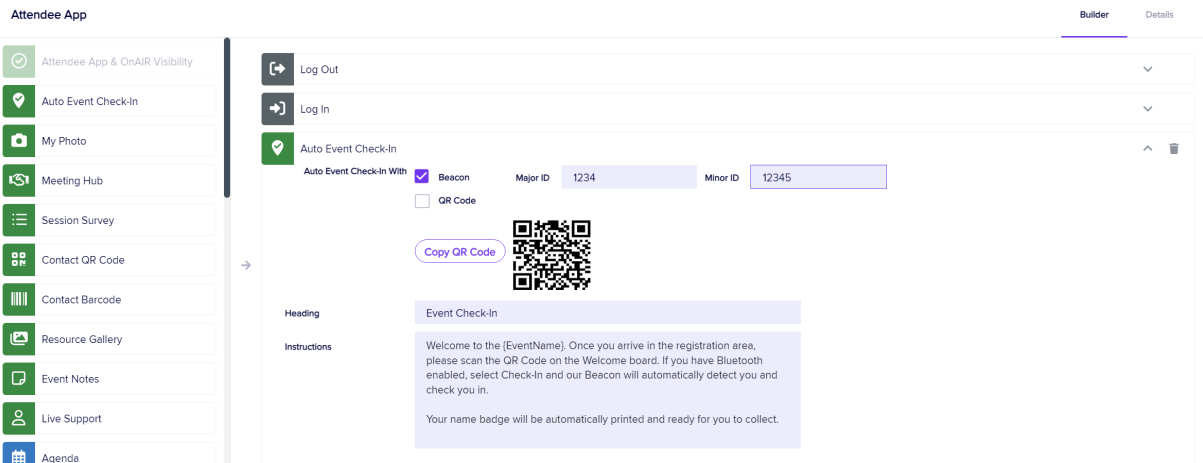 Attendee App
Builder
Details
Attendee App & OnAIR Visibility
Auto Event Check-In
My Photo
Meeting Hub
Session Survey
Contact QR Code
Contact Barcode
Resource Gallery
Event Notes
Live Support
Agenda
Log Out
Log In
Auto Event Check-In
Auto Event Check-In With
Beacon
Major ID
1234
Minor ID
12345
QR Code
Copy QR Code
Heading
Event Check-In
Instructions
Welcome to the {EventName}. Once you arrive in the registration area,
please scan the QR Code on the Welcome board. If you have Bluetooth
enabled, select Check-In and our Beacon will automatically detect you and
check you in.
Your name badge will be automatically printed and ready for you to collect.